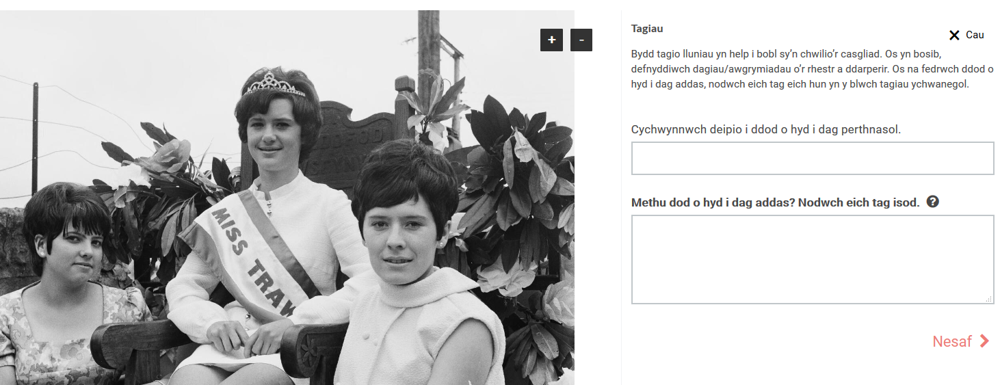 MISS TRAW
+ -
Tagiau
Cau
Bydd tagio lluniau yn help i bobl sy’n chwilio’r casgliad. Os yn bosib,
defnyddiwch dagiau/awgrymiadau o’r rhestr a ddarperir. Os na fedrwch ddod o
hyd i dag addas, nodwch eich tag eich hun yn y blwch tagiau ychwanegol.
Cychwynnwch deipio i ddod o hyd i dag perthnasol.
Methu dod o hyd i dag addas? Nodwch eich tag isod. ?
Nesaf